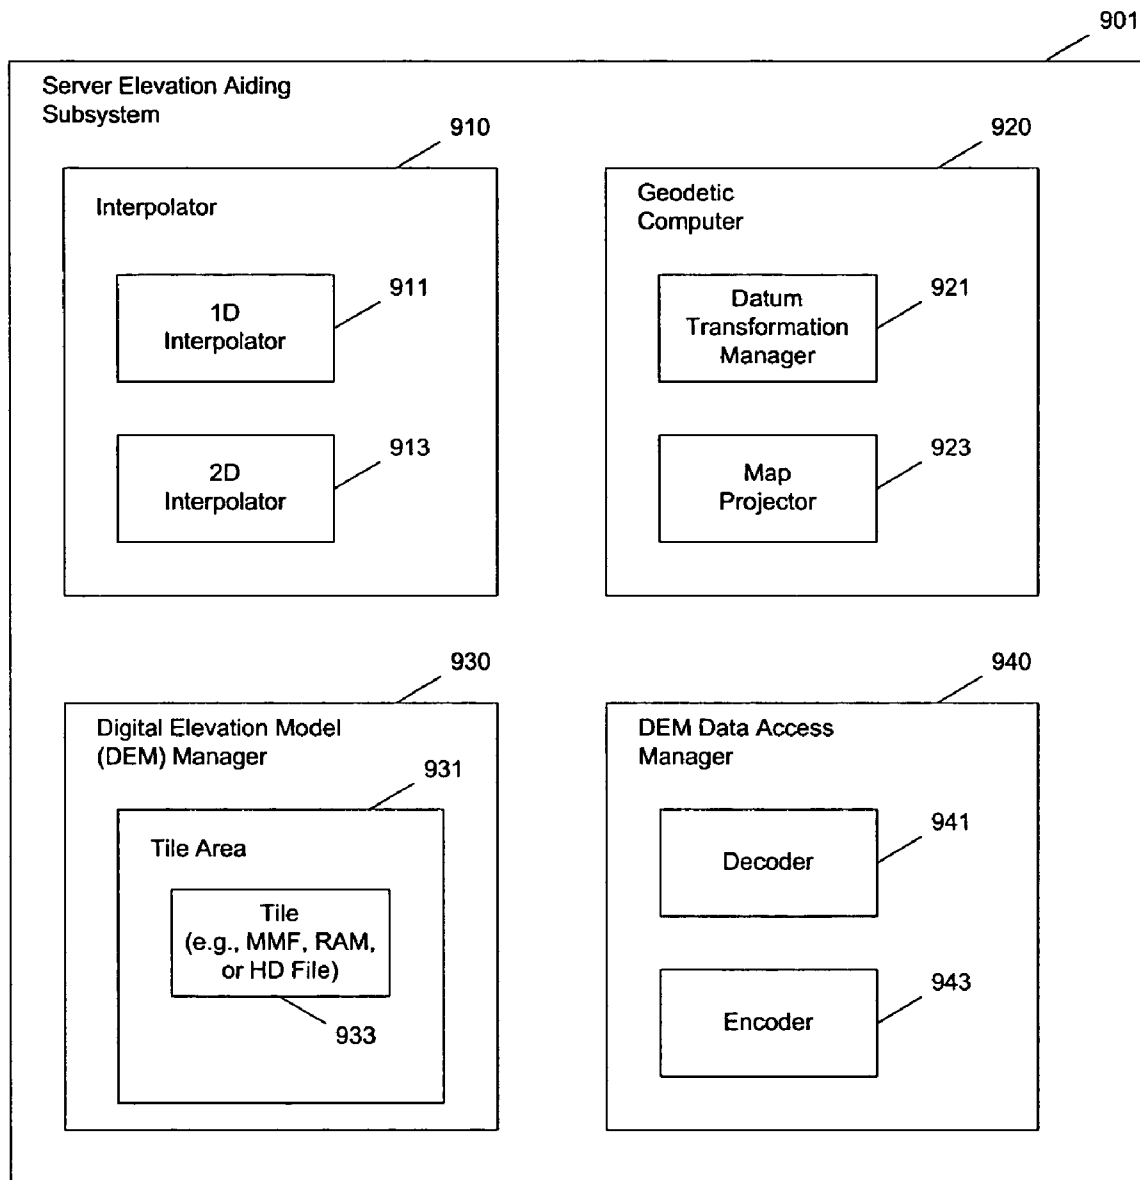 901
Server Elevation Aiding
Subsystem
910
Interpolator
1D
Interpolator
911
2D
Interpolator
913
920
Geodetic
Computer
Datum
Transformation
Manager
921
Map
Projector
923
930
Digital Elevation Model
(DEM) Manager
931
Tile Area
Tile
(e.g., MMF, RAM,
or HD File)
933
940
DEM Data Access
Manager
Decoder
941
Encoder
943